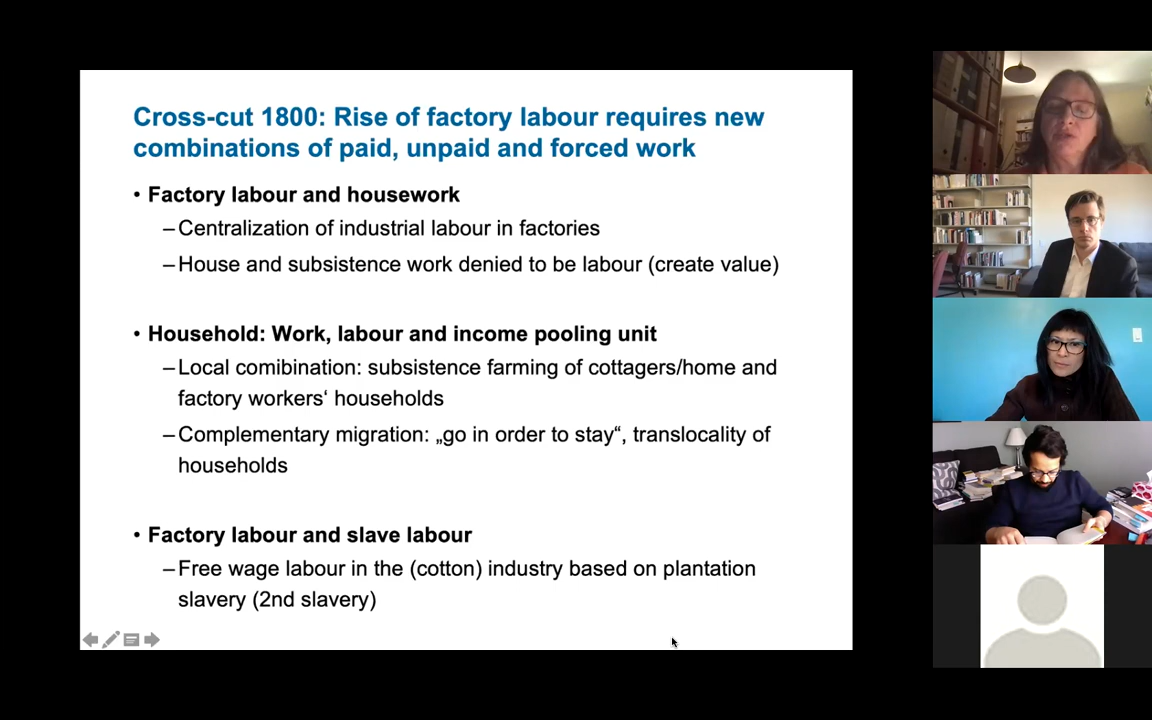 Cross-cut 1800: Rise of factory labour requires new
combinations of paid, unpaid and forced work
• Factory labour and housework
–Centralization of industrial labour in factories
–House and subsistence work denied to be labour (create value)
• Household: Work, labour and income pooling unit
–Local comibination: subsistence farming of cottagers/home and
factory workers‘ households
–Complementary migration: „go in order to stay“, translocality of
households
• Factory labour and slave labour
–Free wage labour in the (cotton) industry based on plantation
slavery (2nd slavery)